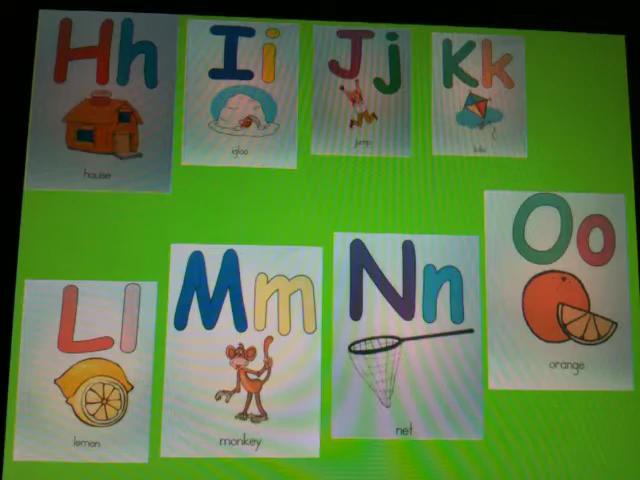 Hh
house
Ii
igloo
Jj
jump
Kk
kite
Ll
lemon
Mm
monkey
Nn
net
Oo
orange